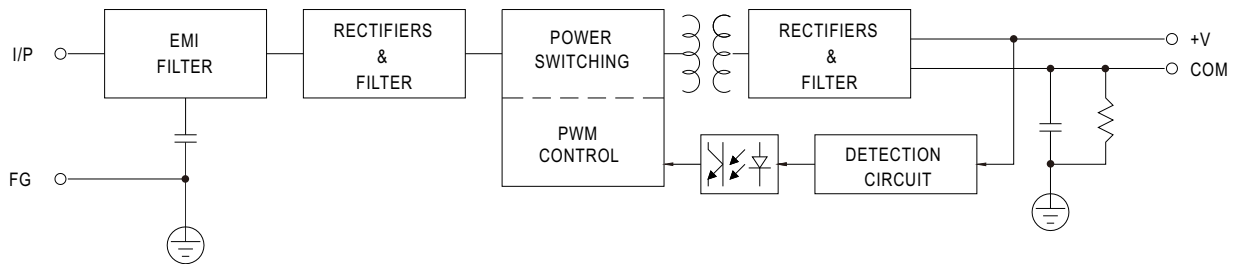 I/P
EMI
FILTER
RECTIFIERS
&
FILTER
POWER
SWITCHING
PWM
CONTROL
RECTIFIERS
&
FILTER
+V
COM
DETECTION
CIRCUIT
FG